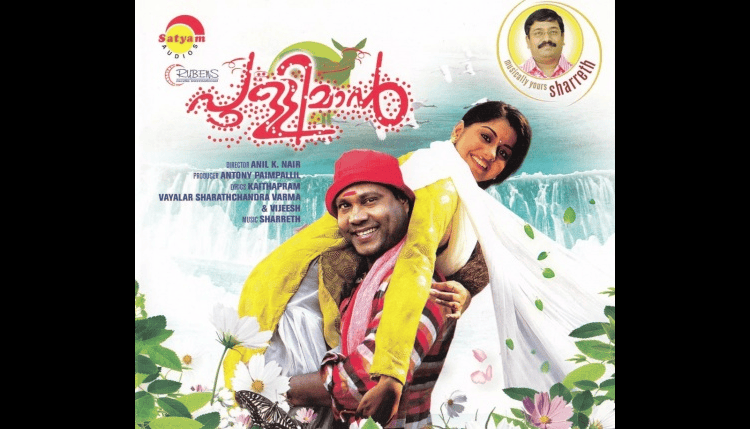 Satyam
AUDIOS
RUBENS
പുള്ളിമാൻ
musically yours
sharreth
DIRECTOR ANIL K. NAIR
PRODUCER ANTONY PAIMPALLIL
LYRICS KAITHAPRAM
VAYALAR SHARATHCHANDRA VARMA
& VIJEESH
MUSIC SHARRETH